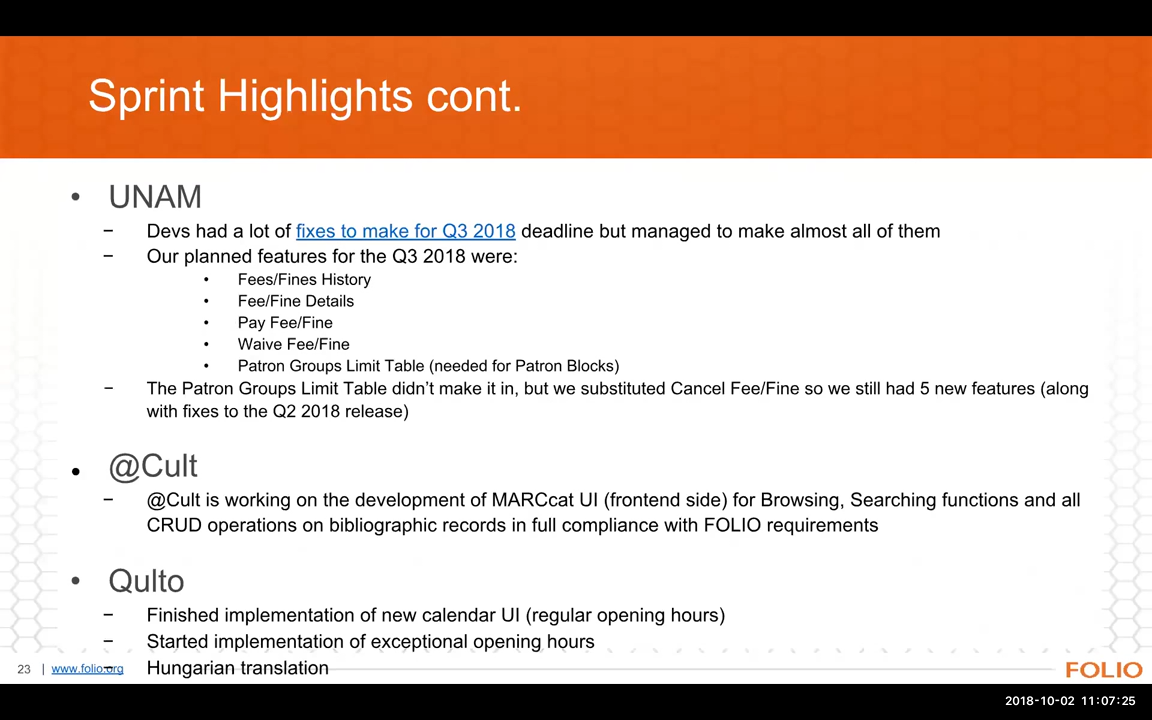 Sprint Highlights cont.
• UNAM
− Devs had a lot of fixes to make for Q3 2018 deadline but managed to make almost all of them
− Our planned features for the Q3 2018 were:
• Fees/Fines History
• Fee/Fine Details
• Pay Fee/Fine
• Waive Fee/Fine
• Patron Groups Limit Table (needed for Patron Blocks)
− The Patron Groups Limit Table didn’t make it in, but we substituted Cancel Fee/Fine so we still had 5 new features (along
with fixes to the Q2 2018 release)
• @Cult
− @Cult is working on the development of MARCcat UI (frontend side) for Browsing, Searching functions and all
CRUD operations on bibliographic records in full compliance with FOLIO requirements
• Qulto
− Finished implementation of new calendar UI (regular opening hours)
− Started implementation of exceptional opening hours
− Hungarian translation
23 | www.folio.org
FOLIO
2018-10-02 11:07:25